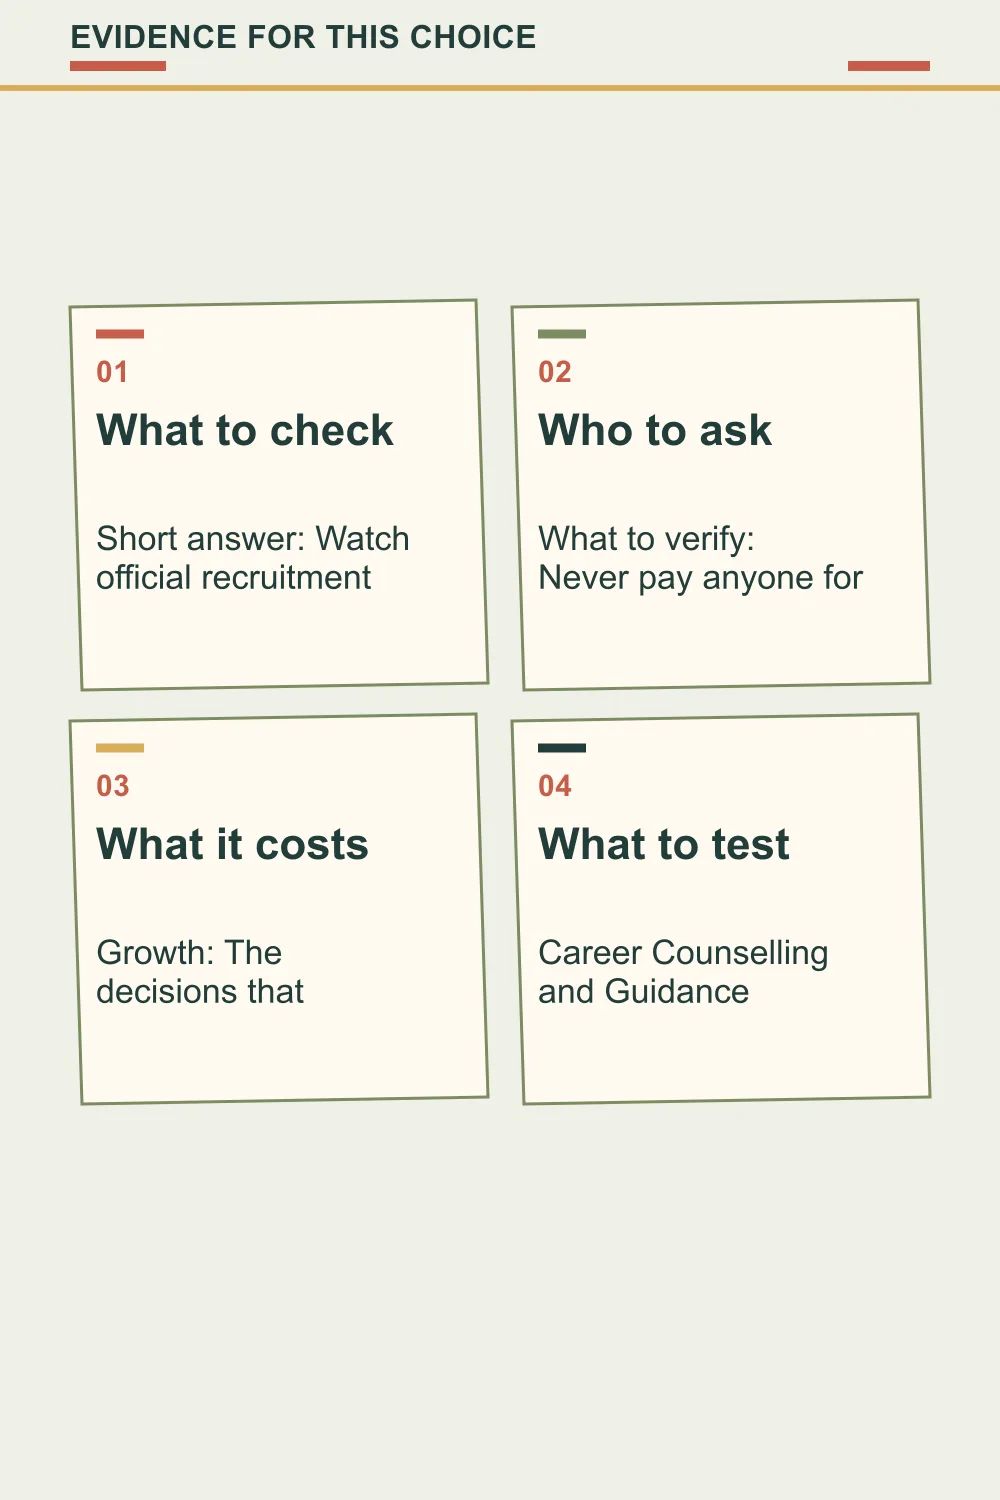 EVIDENCE FOR THIS CHOICE
01
What to check
Short answer: Watch
official recruitment
02
Who to ask
What to verify:
Never pay anyone for
03
What it costs
Growth: The
decisions that
04
What to test
Career Counselling
and Guidance